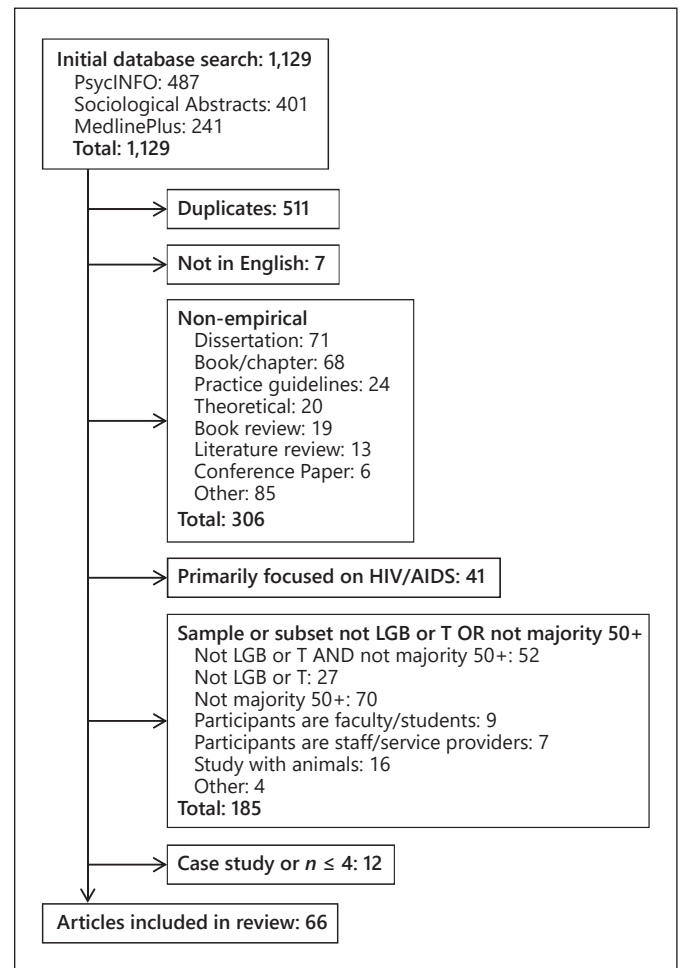 Initial database search: 1,129
PsycINFO: 487
Sociological Abstracts: 401
MedlinePlus: 241
Total: 1,129
Duplicates: 511
Not in English: 7
Non-empirical
Dissertation: 71
Book/chapter: 68
Practice guidelines: 24
Theoretical: 20
Book review: 19
Literature review: 13
Conference Paper: 6
Other: 85
Total: 306
Primarily focused on HIV/AIDS: 41
Sample or subset not LGB or T OR not majority 50+
Not LGB or T AND not majority 50+: 52
Not LGB or T: 27
Not majority 50+: 70
Participants are faculty/students: 9
Participants are staff/service providers: 7
Study with animals: 16
Other: 4
Total: 185
Case study or n ≤ 4: 12
Articles included in review: 66